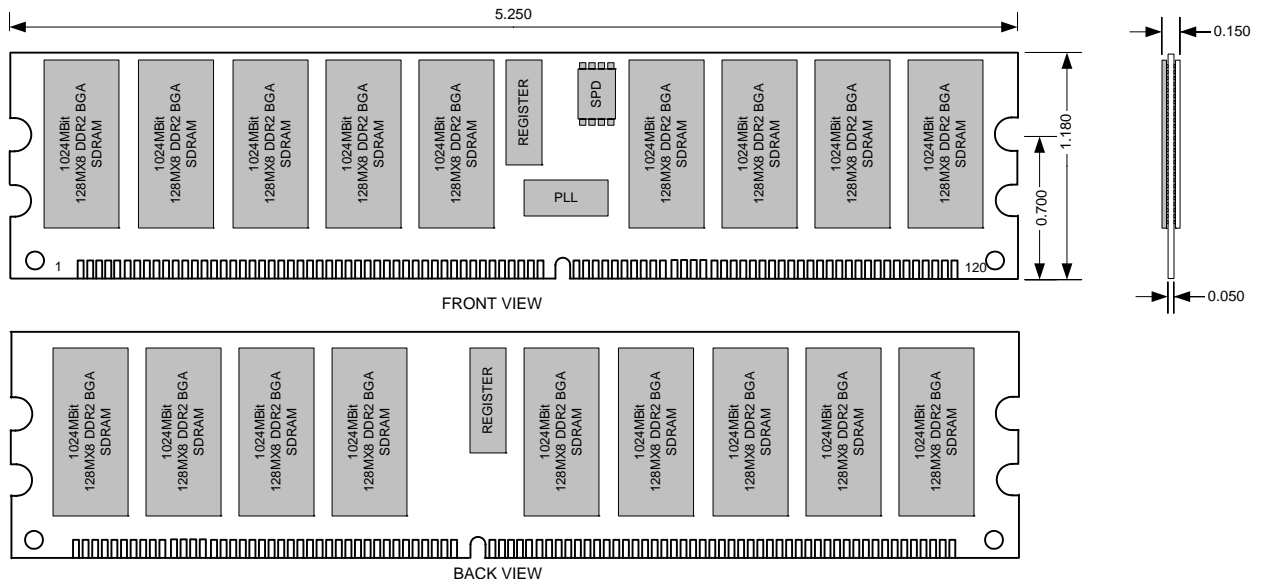 5.250
0.150
1024MBit
128MX8 DDR2 BGA
SDRAM
1024MBit
128MX8 DDR2 BGA
SDRAM
1024MBit
128MX8 DDR2 BGA
SDRAM
1024MBit
128MX8 DDR2 BGA
SDRAM
1024MBit
128MX8 DDR2 BGA
SDRAM
REGISTER
SPD
PLL
1024MBit
128MX8 DDR2 BGA
SDRAM
1024MBit
128MX8 DDR2 BGA
SDRAM
1024MBit
128MX8 DDR2 BGA
SDRAM
1024MBit
128MX8 DDR2 BGA
SDRAM
1.180
0.700
1
120
0.050
FRONT VIEW
1024MBit
128MX8 DDR2 BGA
SDRAM
1024MBit
128MX8 DDR2 BGA
SDRAM
1024MBit
128MX8 DDR2 BGA
SDRAM
1024MBit
128MX8 DDR2 BGA
SDRAM
REGISTER
1024MBit
128MX8 DDR2 BGA
SDRAM
1024MBit
128MX8 DDR2 BGA
SDRAM
1024MBit
128MX8 DDR2 BGA
SDRAM
1024MBit
128MX8 DDR2 BGA
SDRAM
1024MBit
128MX8 DDR2 BGA
SDRAM
BACK VIEW